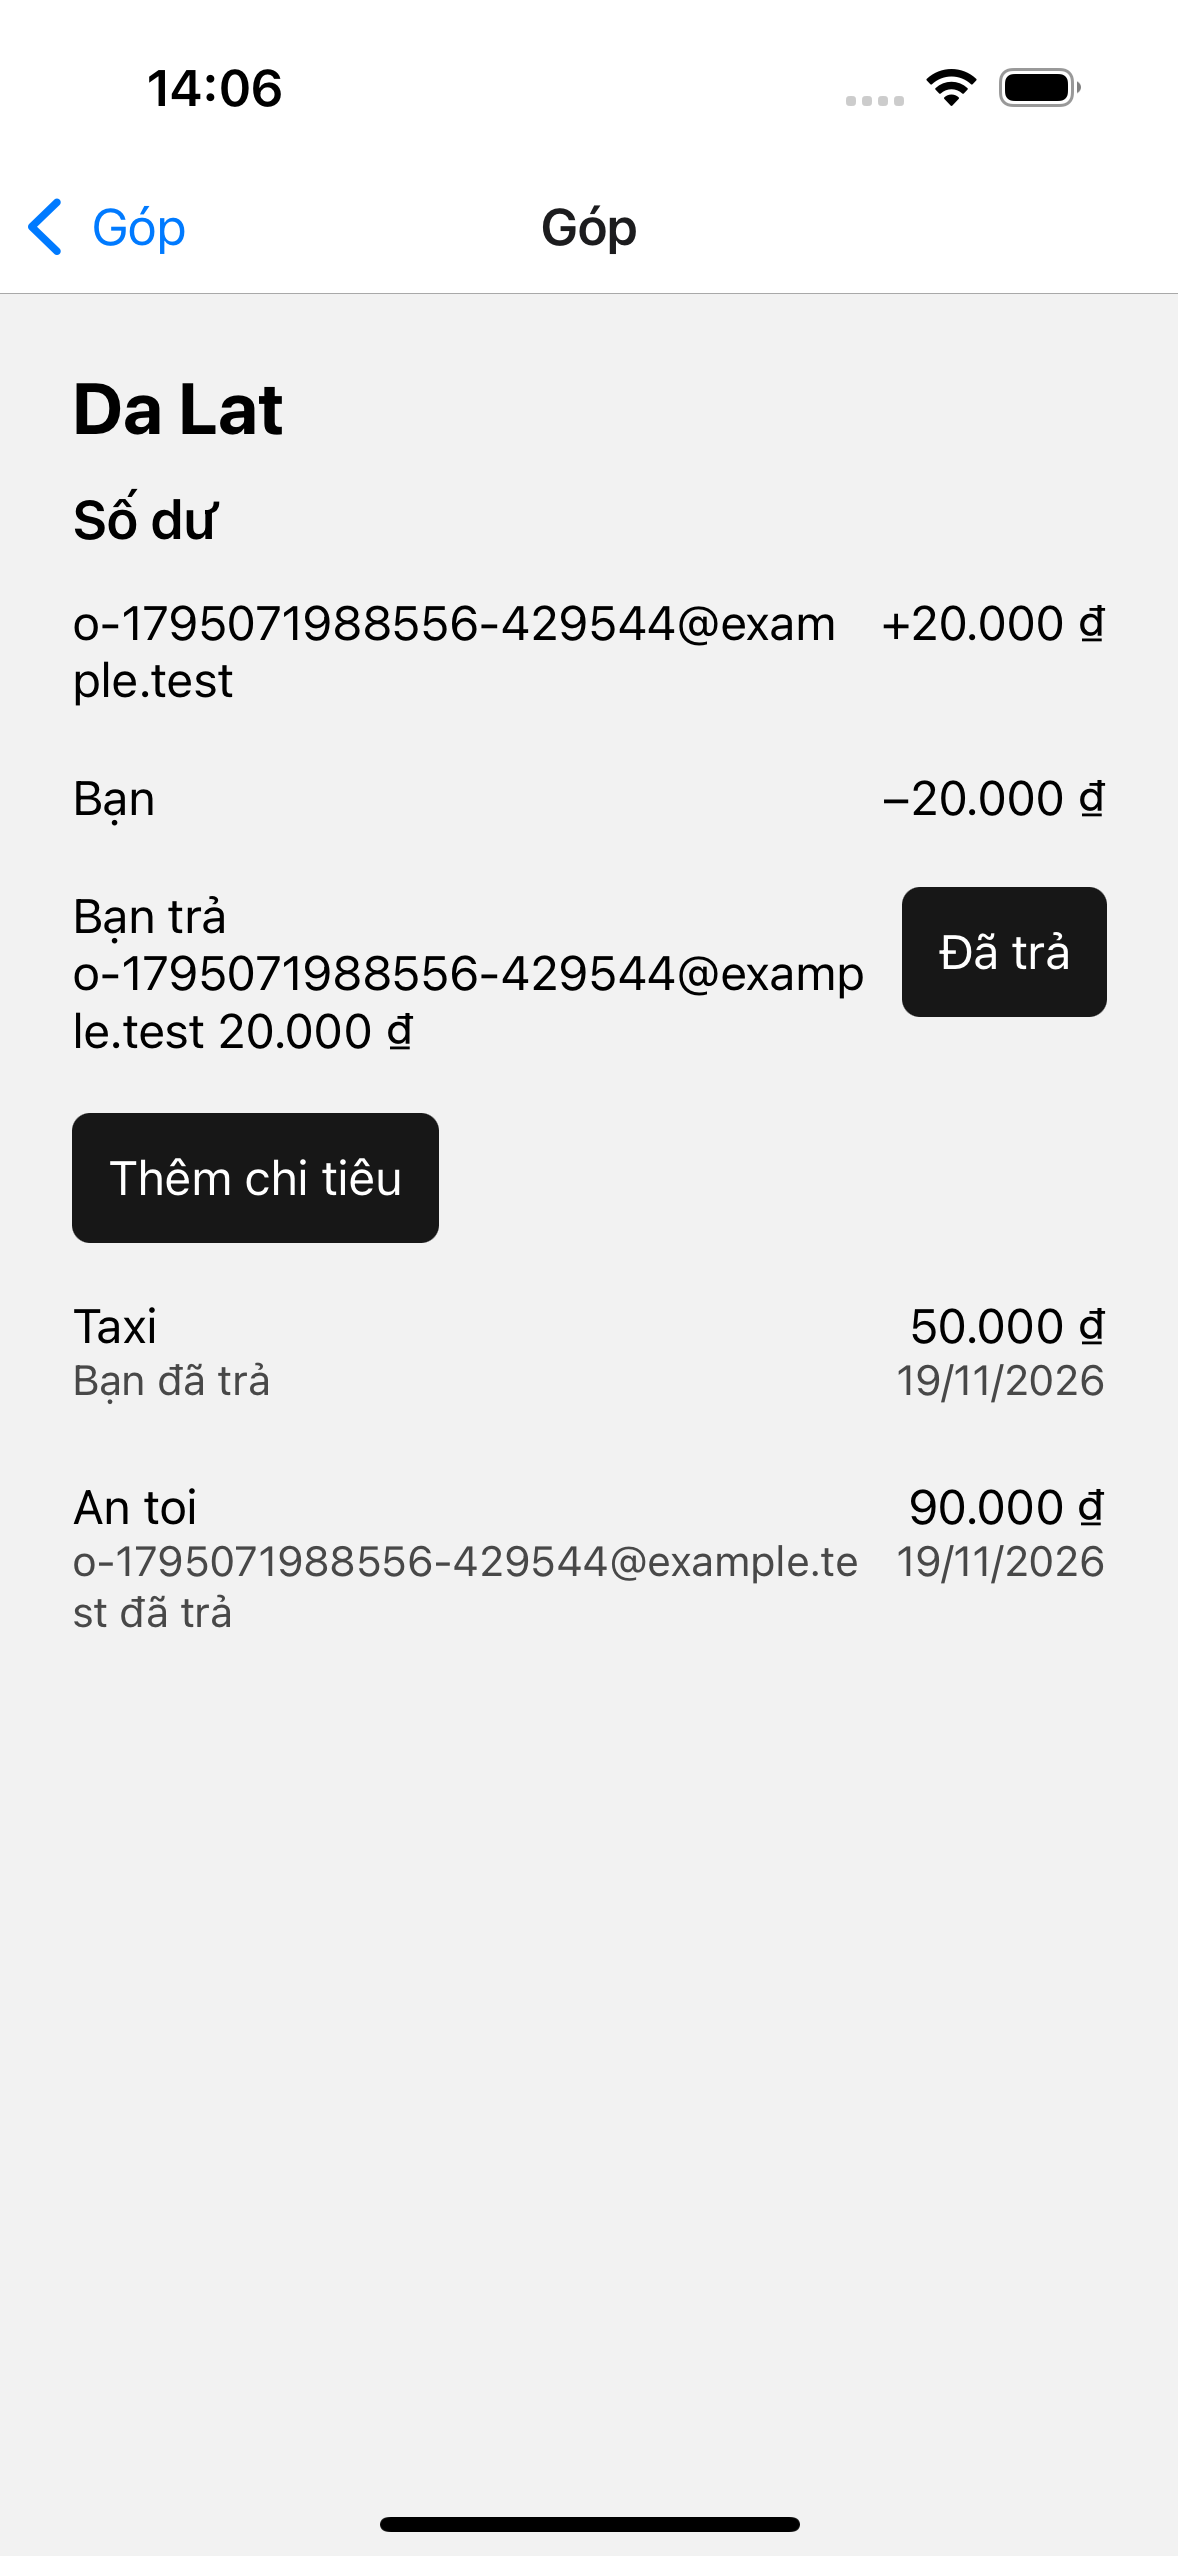 14:06
Góp
Góp
Da Lat
Số dư
o-1795071988556-429544@exam
ple.test
+20.000 ₫
Bạn
–20.000 ₫
Bạn trả
o-1795071988556-429544@examp
le.test 20.000 ₫
Đã trả
Thêm chi tiêu
Taxi
50.000 ₫
Bạn đã trả
19/11/2026
An toi
90.000 ₫
o-1795071988556-429544@example.te
st đã trả
19/11/2026